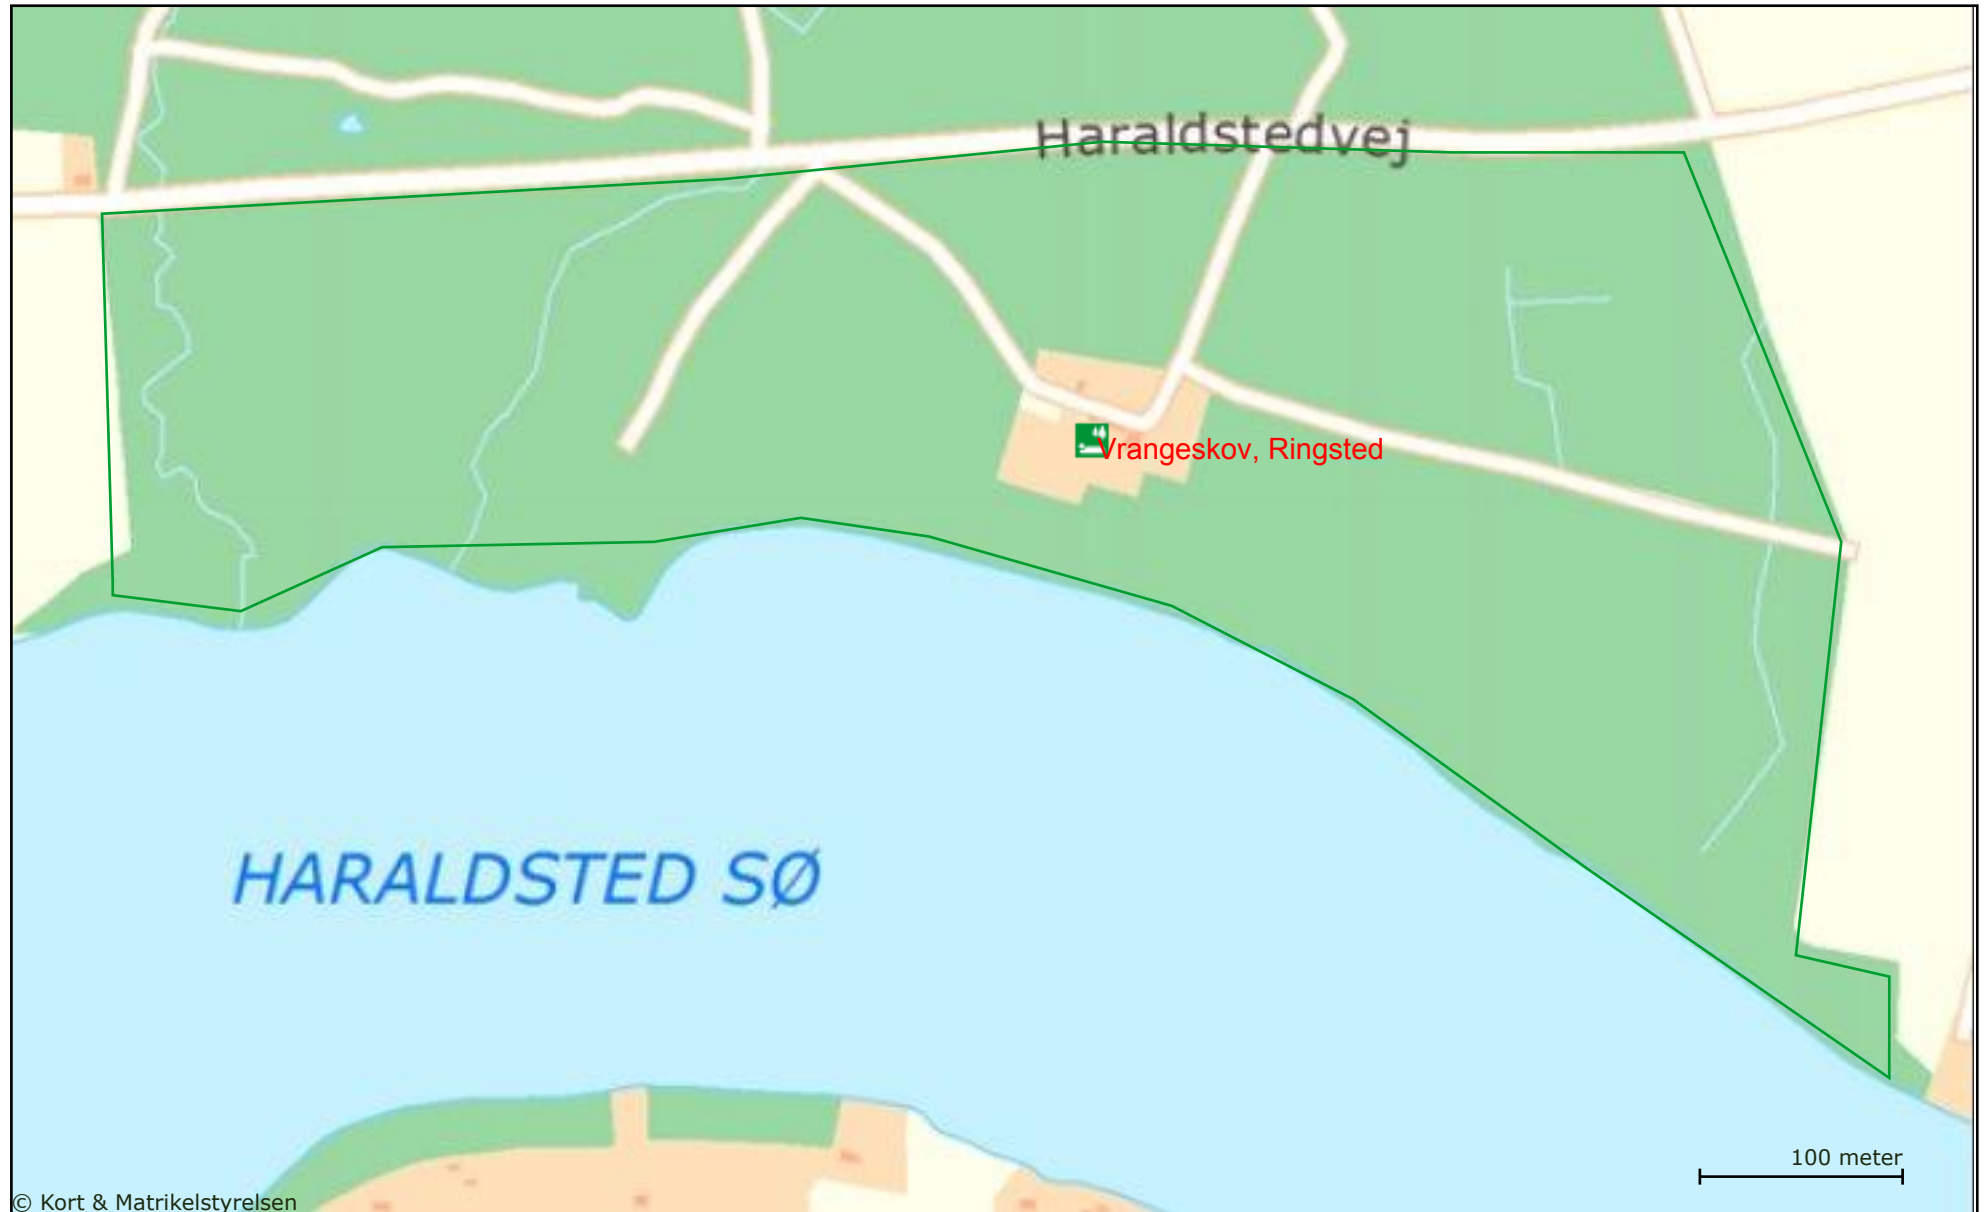 Haraldstedvej
Vrangeskov, Ringsted
HARALDSTED SØ
100 meter
© Kort & Matrikelstyrelsen